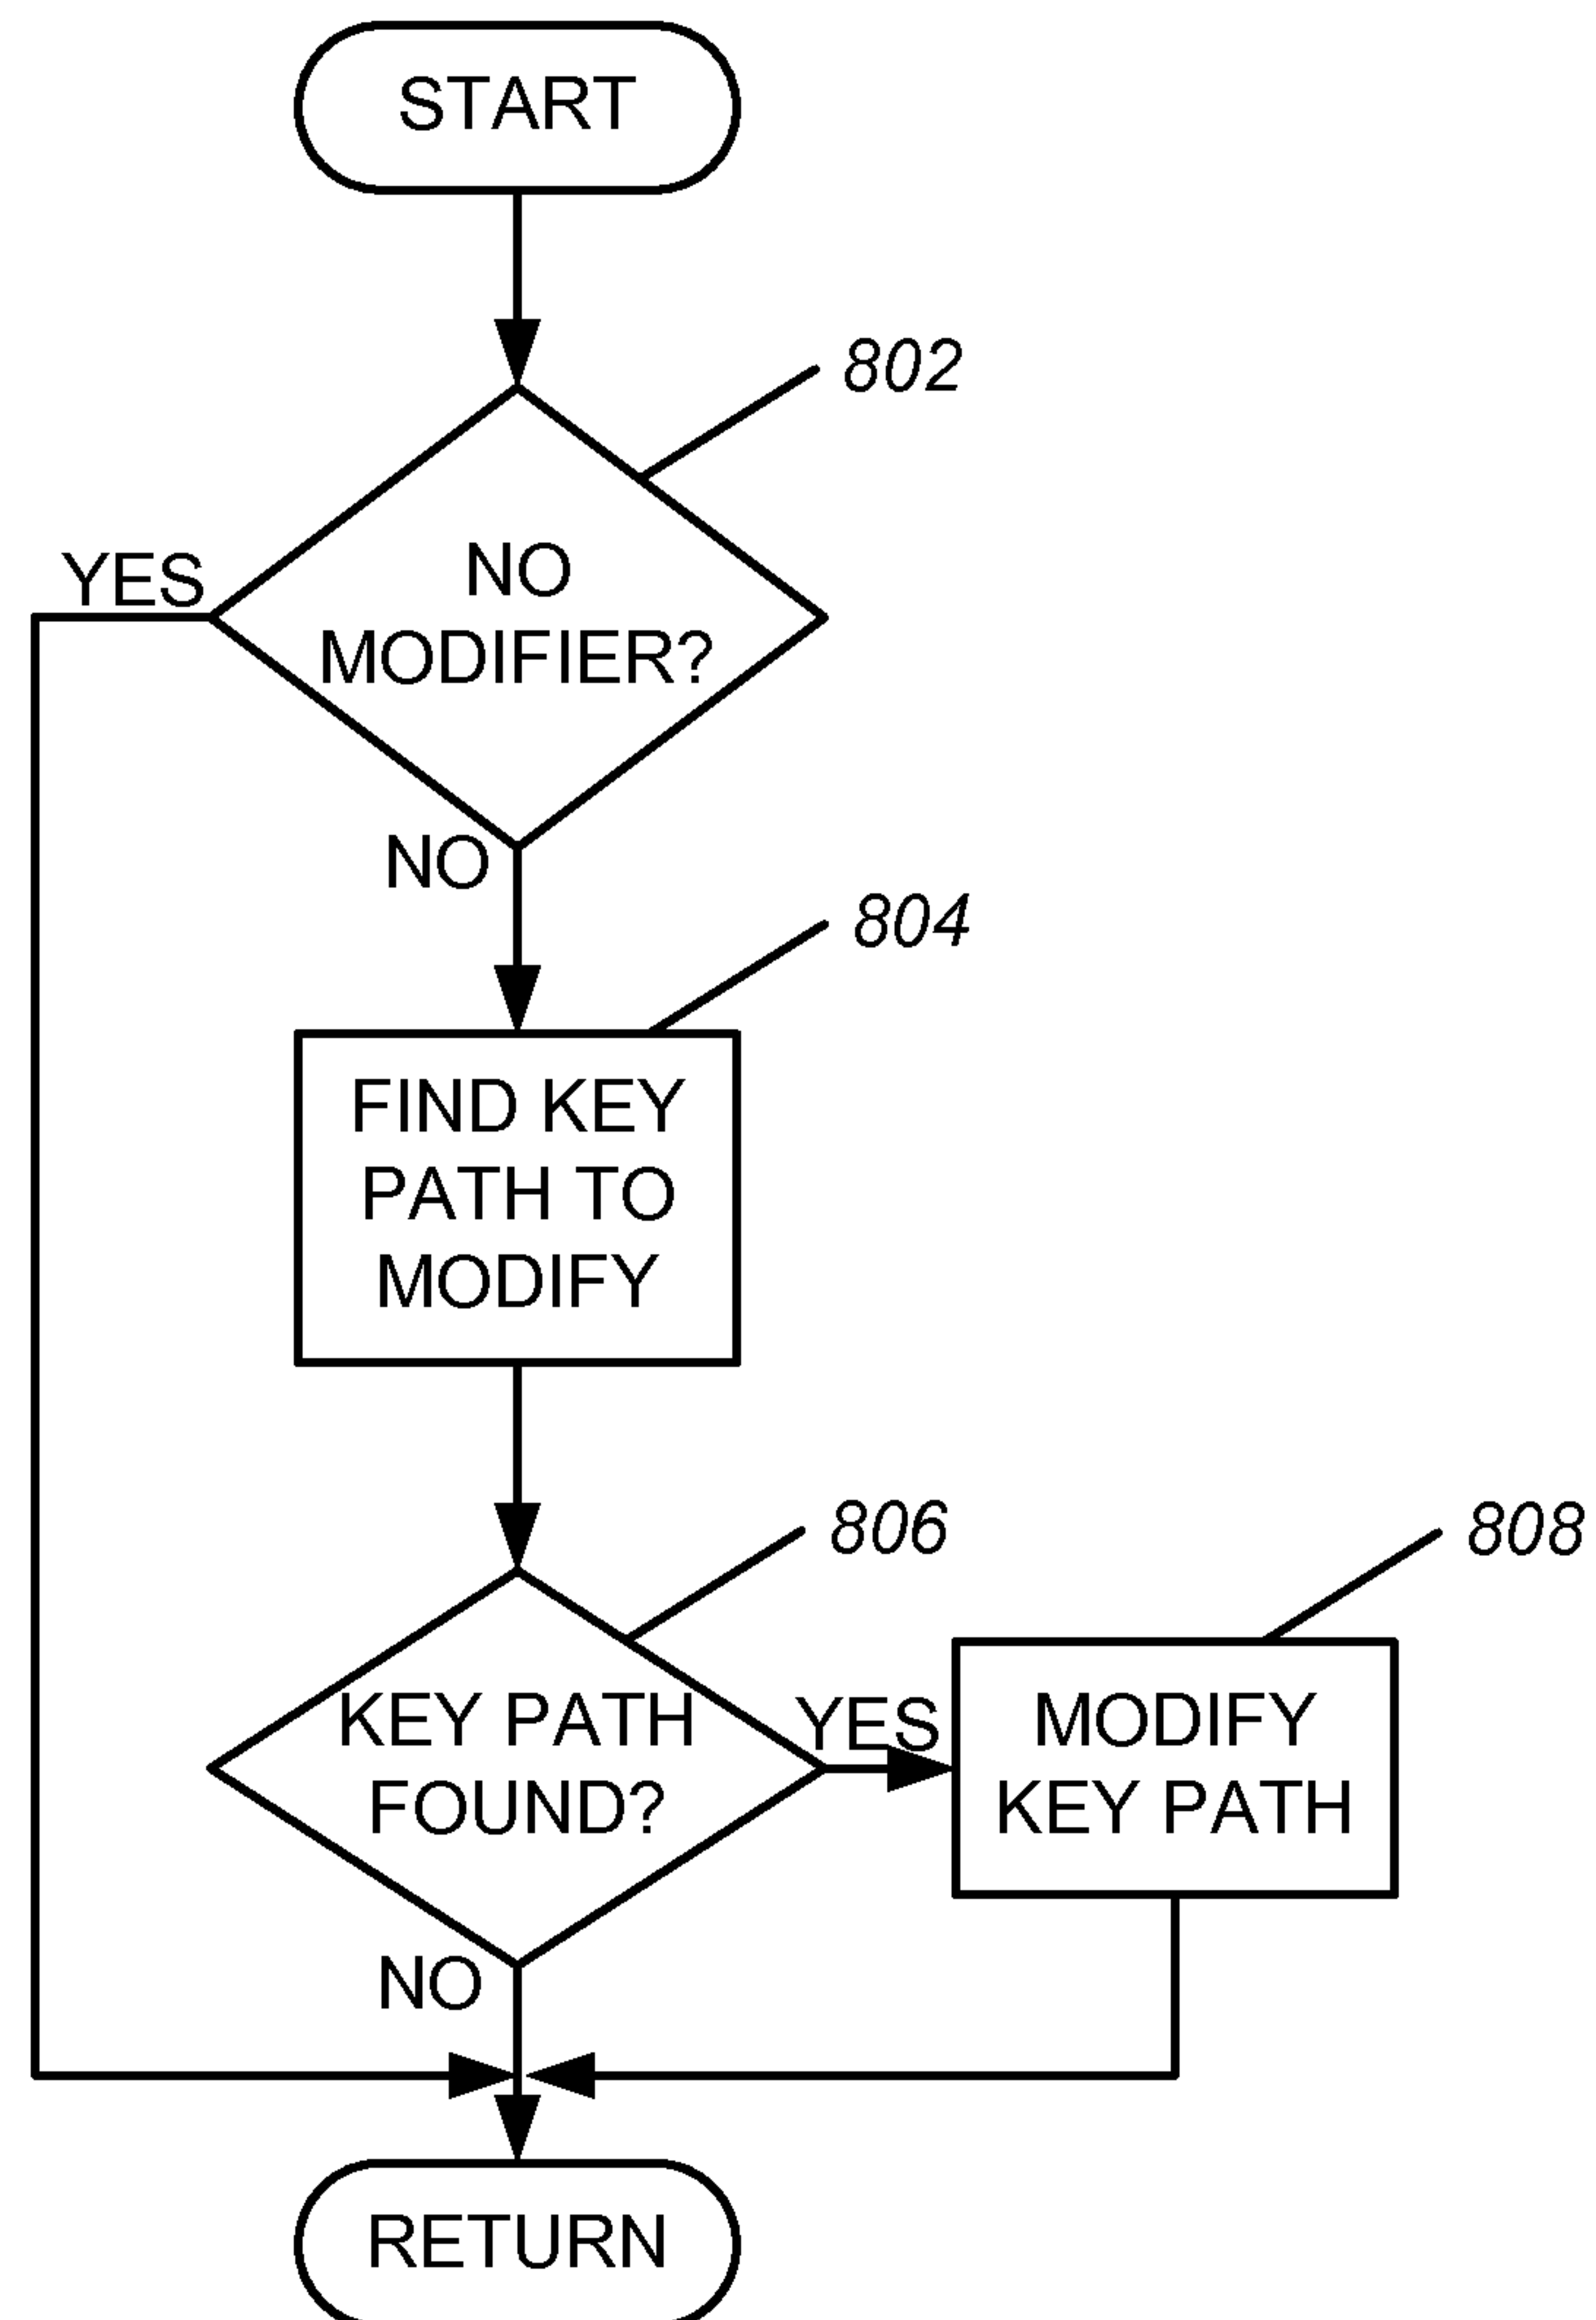 START
802
NO
MODIFIER?
YES
NO
804
FIND KEY
PATH TO
MODIFY
806
808
KEY PATH
FOUND?
YES
MODIFY
KEY PATH
NO
RETURN